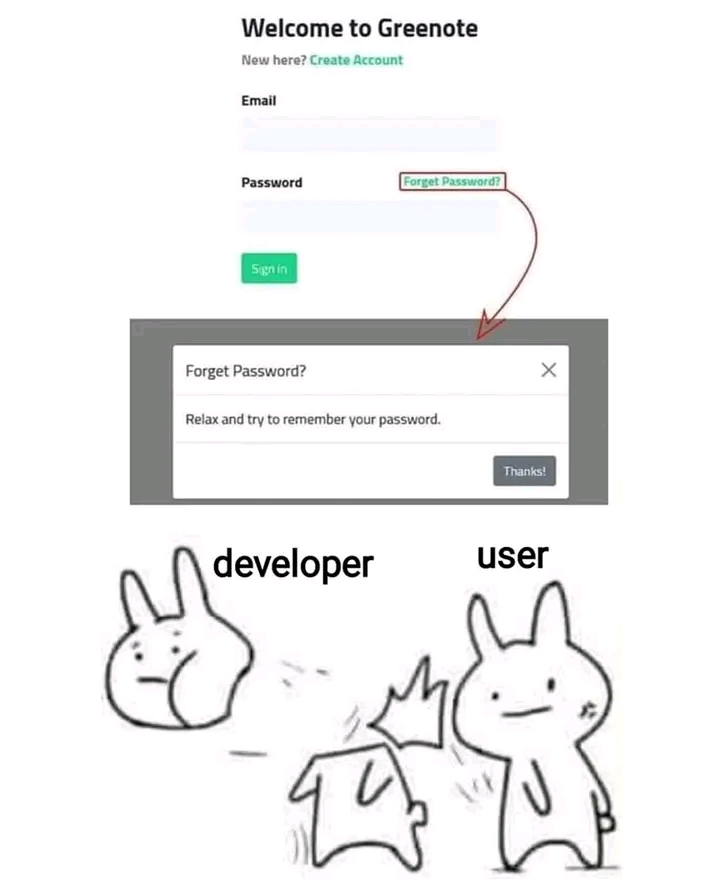 Welcome to Greenote
New here? Create Account
Email
Password Forget Password?
Sign in
Forget Password?
Relax and try to remember your password.
Thanks!
developer user